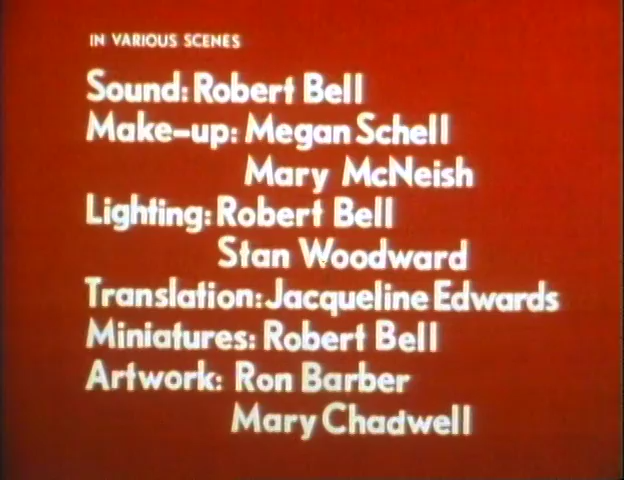 IN VARIOUS SCENES
Sound: Robert Bell
Make-up: Megan Schell
Mary McNeish
Lighting: Robert Bell
Stan Woodward
Translation: Jacqueline Edwards
Miniatures: Robert Bell
Artwork: Ron Barber
Mary Chadwell